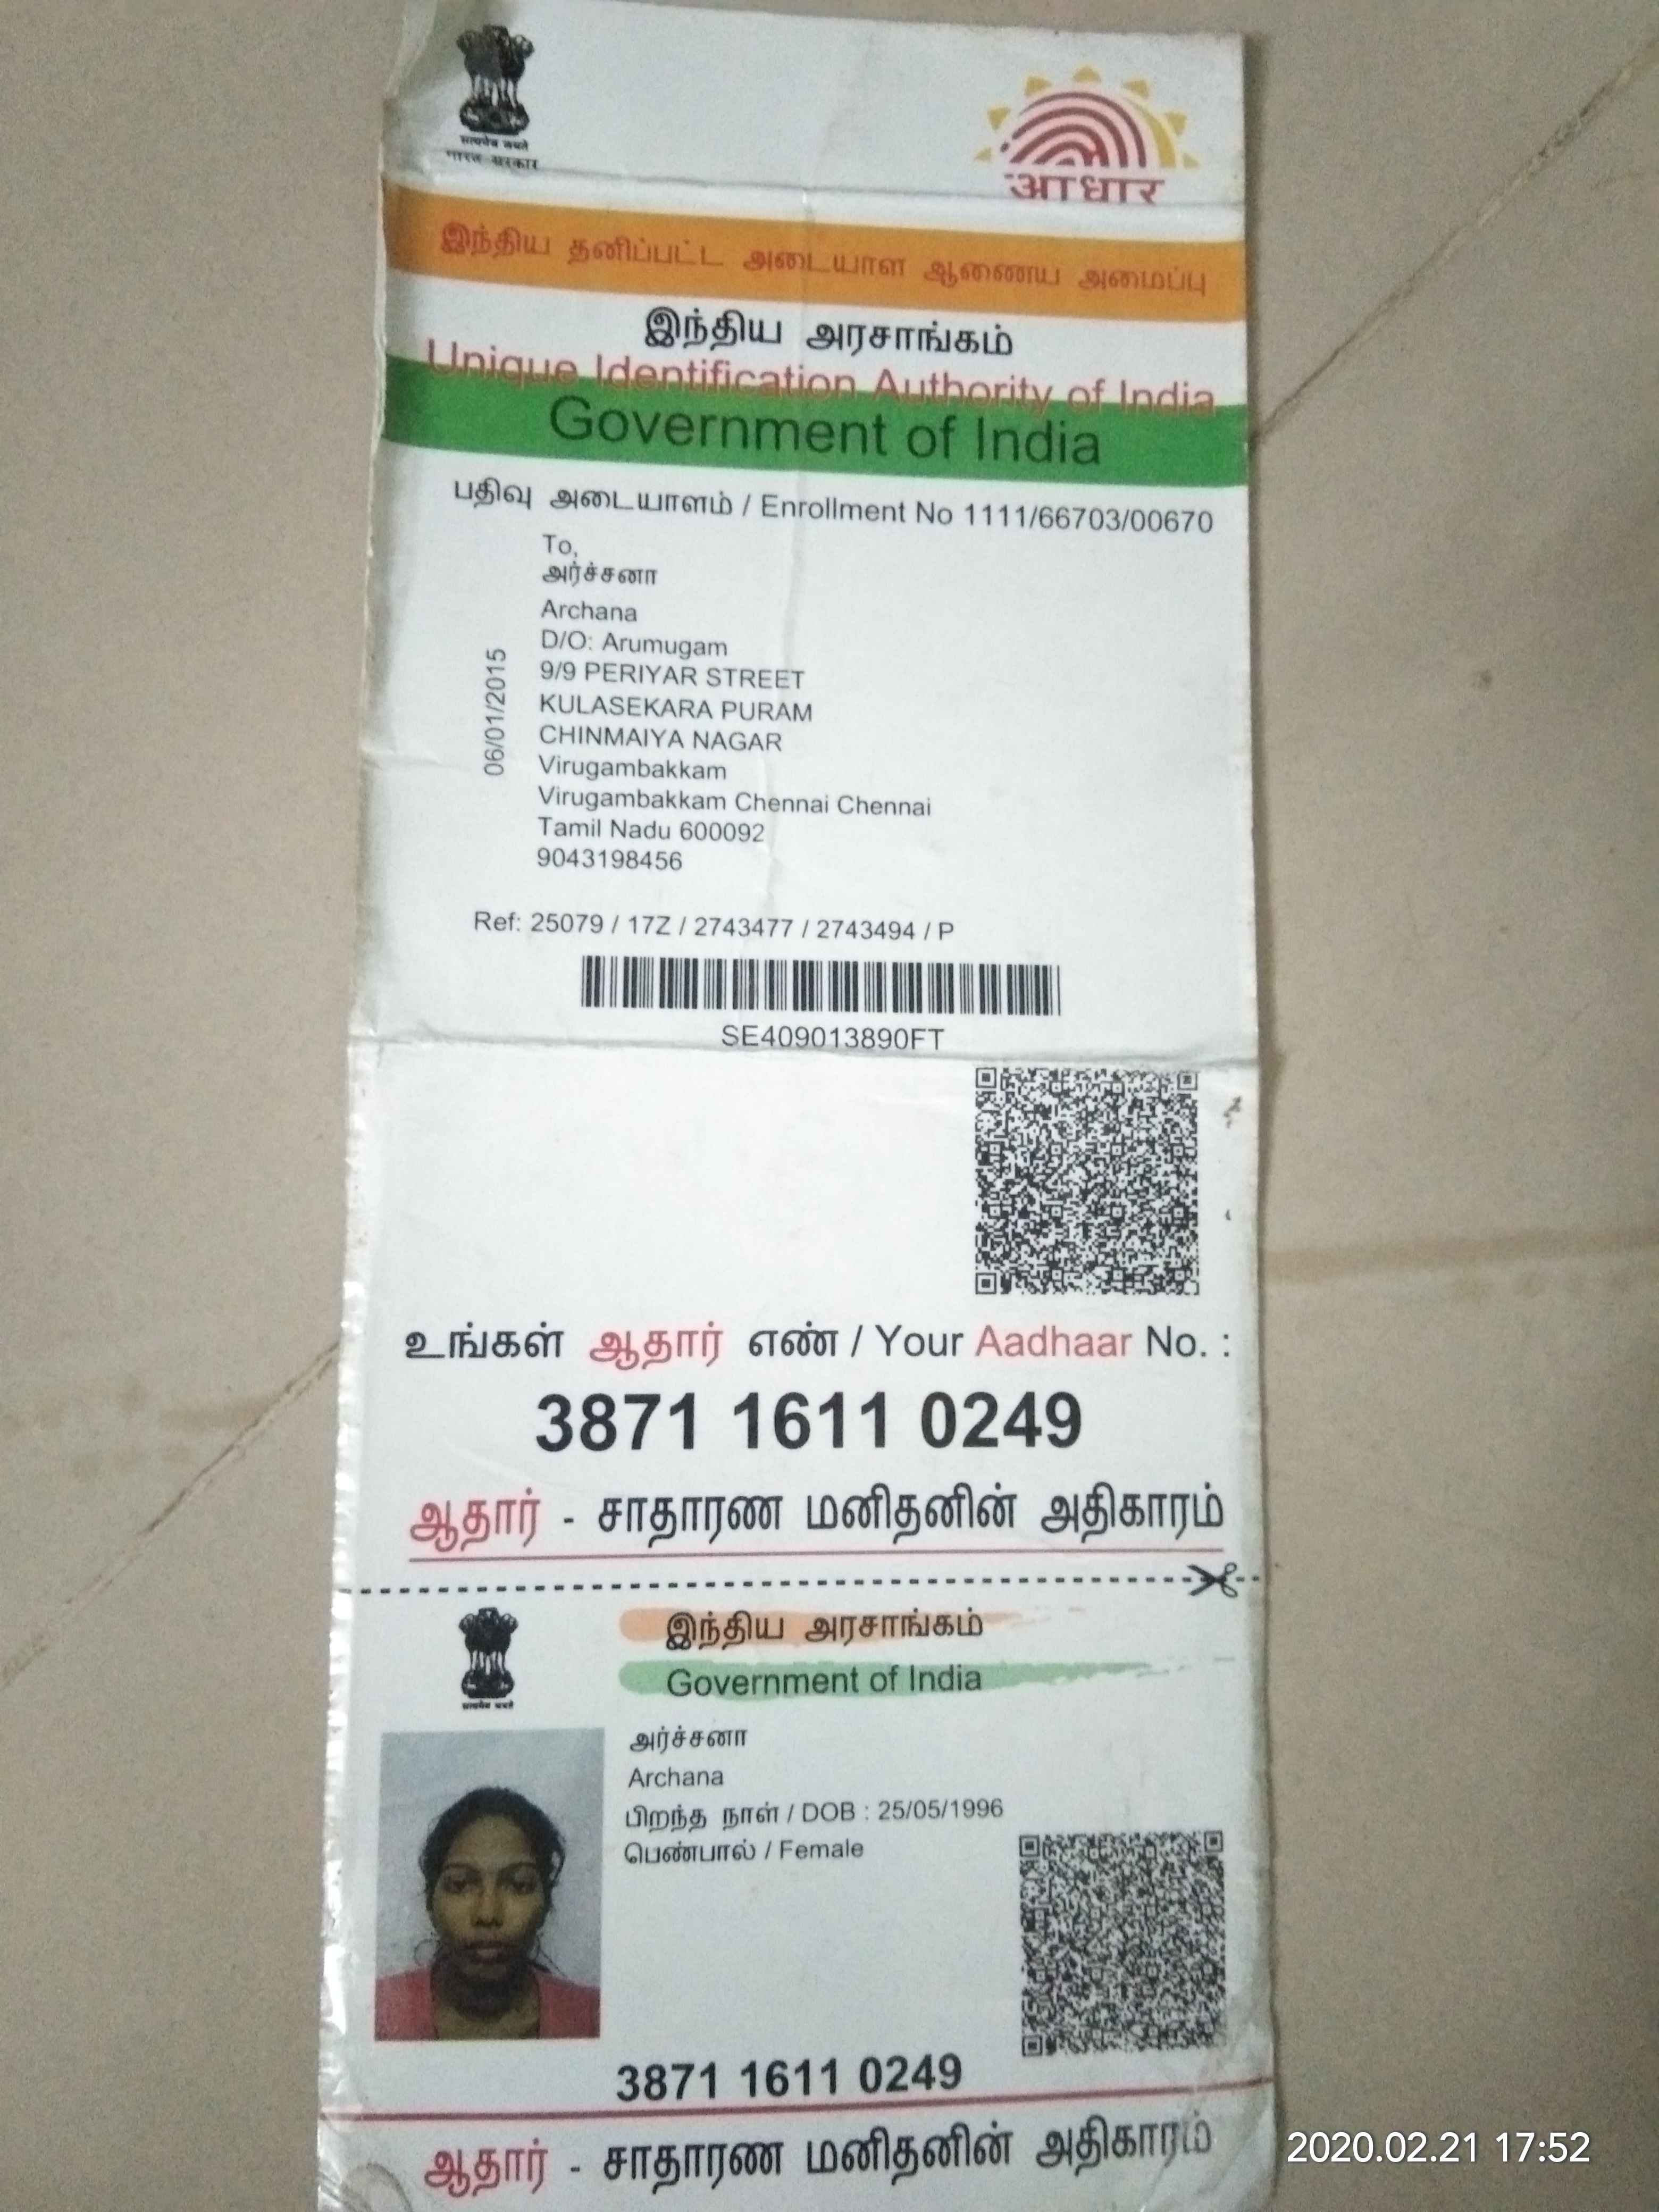 सत्यमेव जयते
भारत सरकार
आधार
இந்திய தனிப்பட்ட அடையாள ஆணைய அமைப்பு
இந்திய அரசாங்கம்
Unique Identification Authority of India
Government of India
பதிவு அடையாளம் / Enrollment No 1111/66703/00670
To,
அர்ச்சனா
Archana
D/O: Arumugam
9/9 PERIYAR STREET
KULASEKARA PURAM
CHINMAIYA NAGAR
Virugambakkam
Virugambakkam Chennai Chennai
Tamil Nadu 600092
9043198456
06/01/2015
Ref: 25079 / 17Z / 2743477 / 2743494 / P
SE409013890FT
உங்கள் ஆதார் எண் / Your Aadhaar No. :
3871 1611 0249
ஆதார் - சாதாரண மனிதனின் அதிகாரம்
இந்திய அரசாங்கம்
Government of India
सत्यमेव जयते
அர்ச்சனா
Archana
பிறந்த நாள் / DOB : 25/05/1996
பெண்பால் / Female
3871 1611 0249
ஆதார் - சாதாரண மனிதனின் அதிகாரம்
2020.02.21 17:52